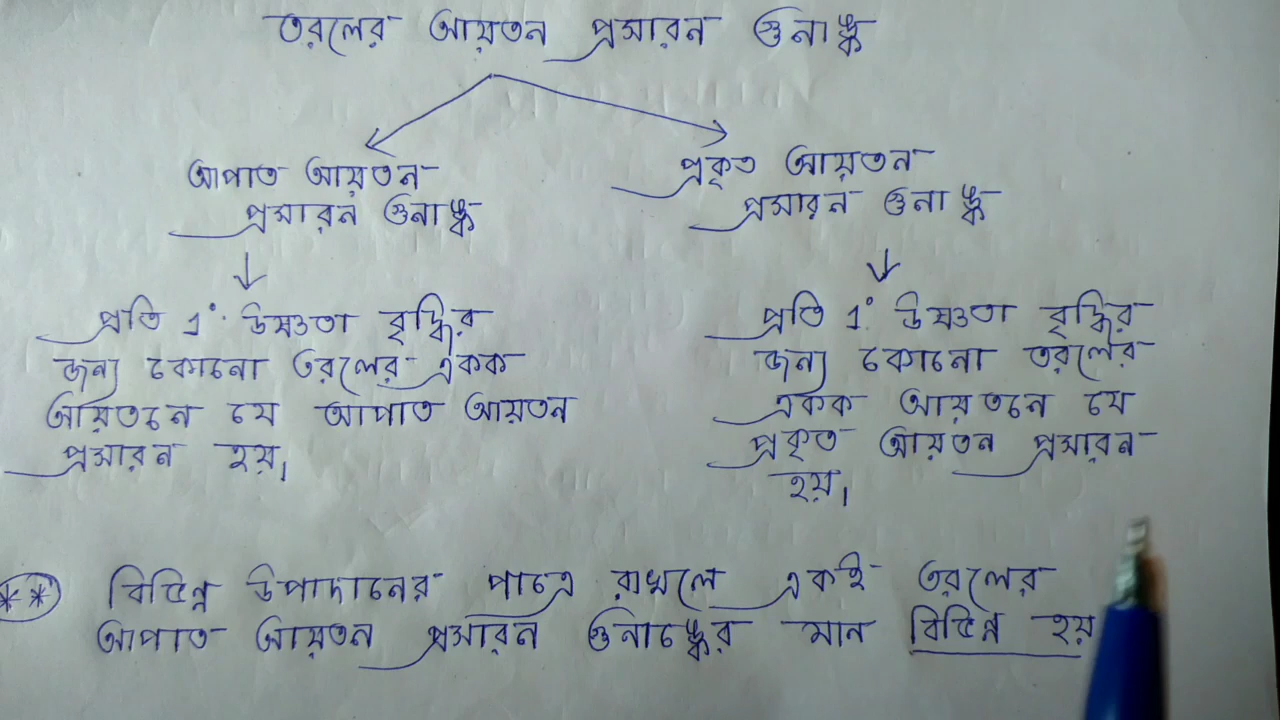 তরলের আয়তন প্রসারন গুনাঙ্ক
আপাত আয়তন
প্রসারন গুনাঙ্ক
প্রকৃত আয়তন
প্রসারন গুনাঙ্ক
প্রতি 1° উষ্ণতা বৃদ্ধির
জন্য কোনো তরলের একক
আয়তনে যে আপাত আয়তন
প্রসারন হয়।
প্রতি 1° উষ্ণতা বৃদ্ধির
জন্য কোনো তরলের
একক আয়তনে যে
প্রকৃত আয়তন প্রসারন
হয়।
** বিভিন্ন উপাদানের পাত্রে রাখলে একই তরলের
আপাত আয়তন প্রসারন গুনাঙ্কের মান বিভিন্ন হয়